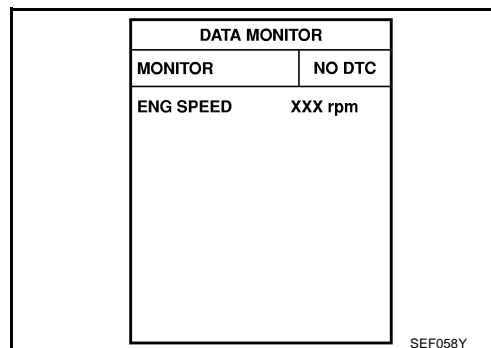 DATA MONITOR
MONITOR NO DTC
ENG SPEED XXX rpm
SEF058Y